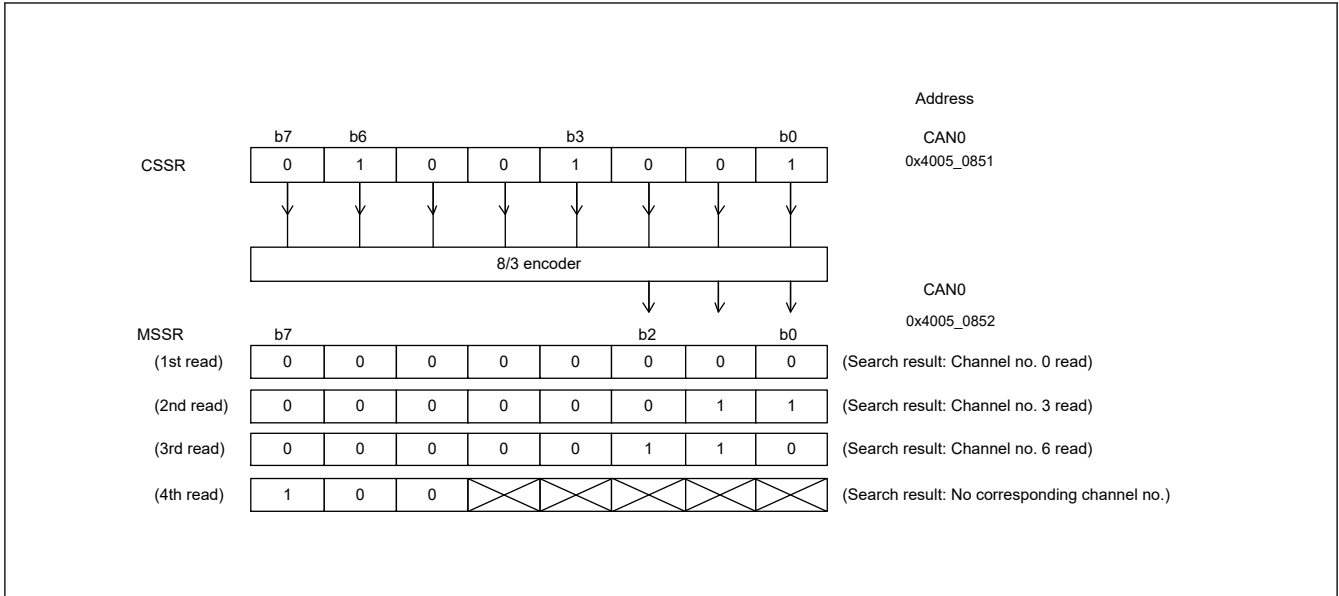 Address
b7 b6 b3 b0 CAN0
CSSR 0 1 0 0 1 0 0 1 0x4005_0851
8/3 encoder
CAN0
0x4005_0852
MSSR b7 b2 b0
(1st read) 0 0 0 0 0 0 0 0 (Search result: Channel no. 0 read)
(2nd read) 0 0 0 0 0 0 1 1 (Search result: Channel no. 3 read)
(3rd read) 0 0 0 0 0 1 1 0 (Search result: Channel no. 6 read)
(4th read) 1 0 0 (Search result: No corresponding channel no.)